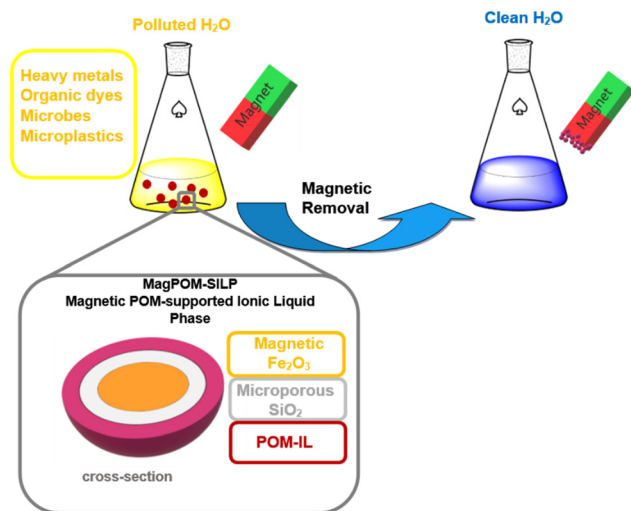 Polluted H₂O
Clean H₂O
Heavy metals
Organic dyes
Microbes
Microplastics
Magnet
Magnet
Magnetic
Removal
MagPOM-SILP
Magnetic POM-supported Ionic Liquid
Phase
Magnetic
Fe₂O₃
Microporous
SiO₂
POM-IL
cross-section